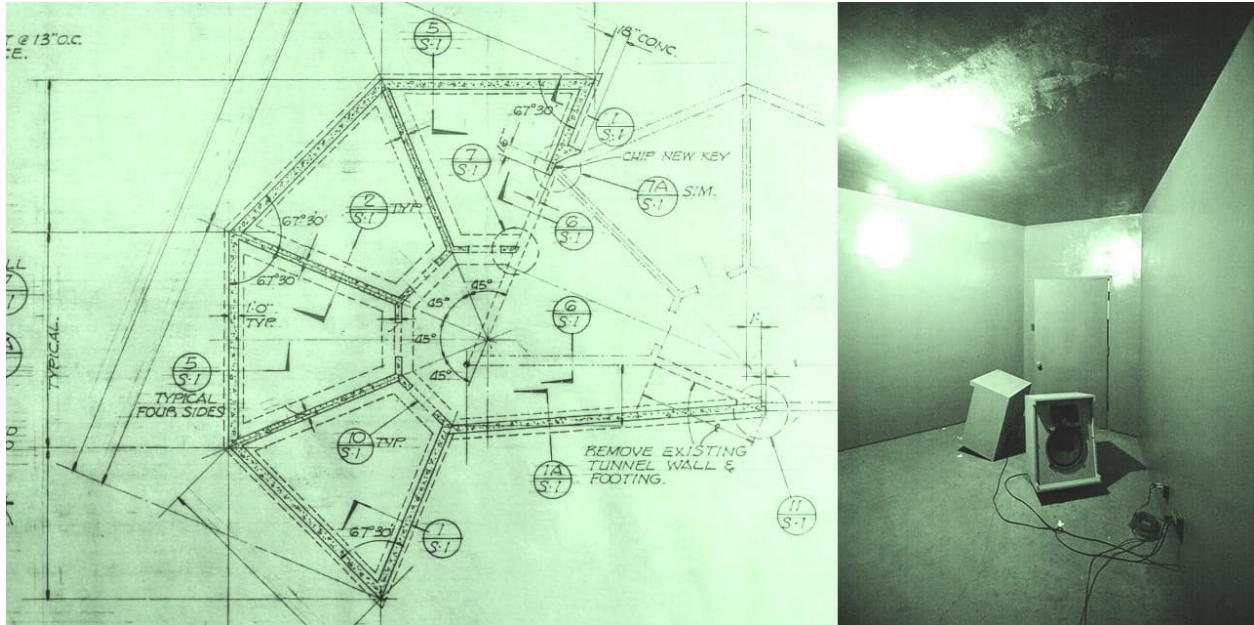 T @ 13" O.C.
CE.
5
S-1
18" CONC.
67°30'
1
S-1
16"
CHIP NEW KEY
7
S-1
7A
S-1
SIM.
2
S-1
TYP.
6
S-1
67°30'
67°30'
45°
45°
45°
45°
1'-0"
TYP.
6
S-1
TYPICAL
5
S-1
TYPICAL
FOUR SIDES
10
S-1
TYP.
1A
S-1
REMOVE EXISTING
TUNNEL WALL &
FOOTING.
11
S-1
67°30'
1
S-1